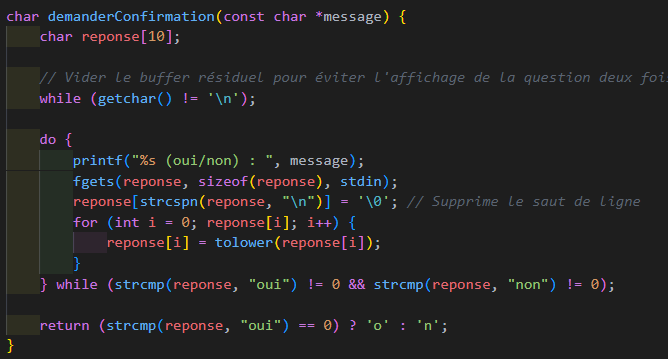 char demanderConfirmation(const char *message) {
    char reponse[10];

    // Vider le buffer résiduel pour éviter l'affichage de la question deux foi
    while (getchar() != '\n');

    do {
        printf("%s (oui/non) : ", message);
        fgets(reponse, sizeof(reponse), stdin);
        reponse[strcspn(reponse, "\n")] = '\0'; // Supprime le saut de ligne
        for (int i = 0; reponse[i]; i++) {
            reponse[i] = tolower(reponse[i]);
        }
    } while (strcmp(reponse, "oui") != 0 && strcmp(reponse, "non") != 0);

    return (strcmp(reponse, "oui") == 0) ? 'o' : 'n';
}